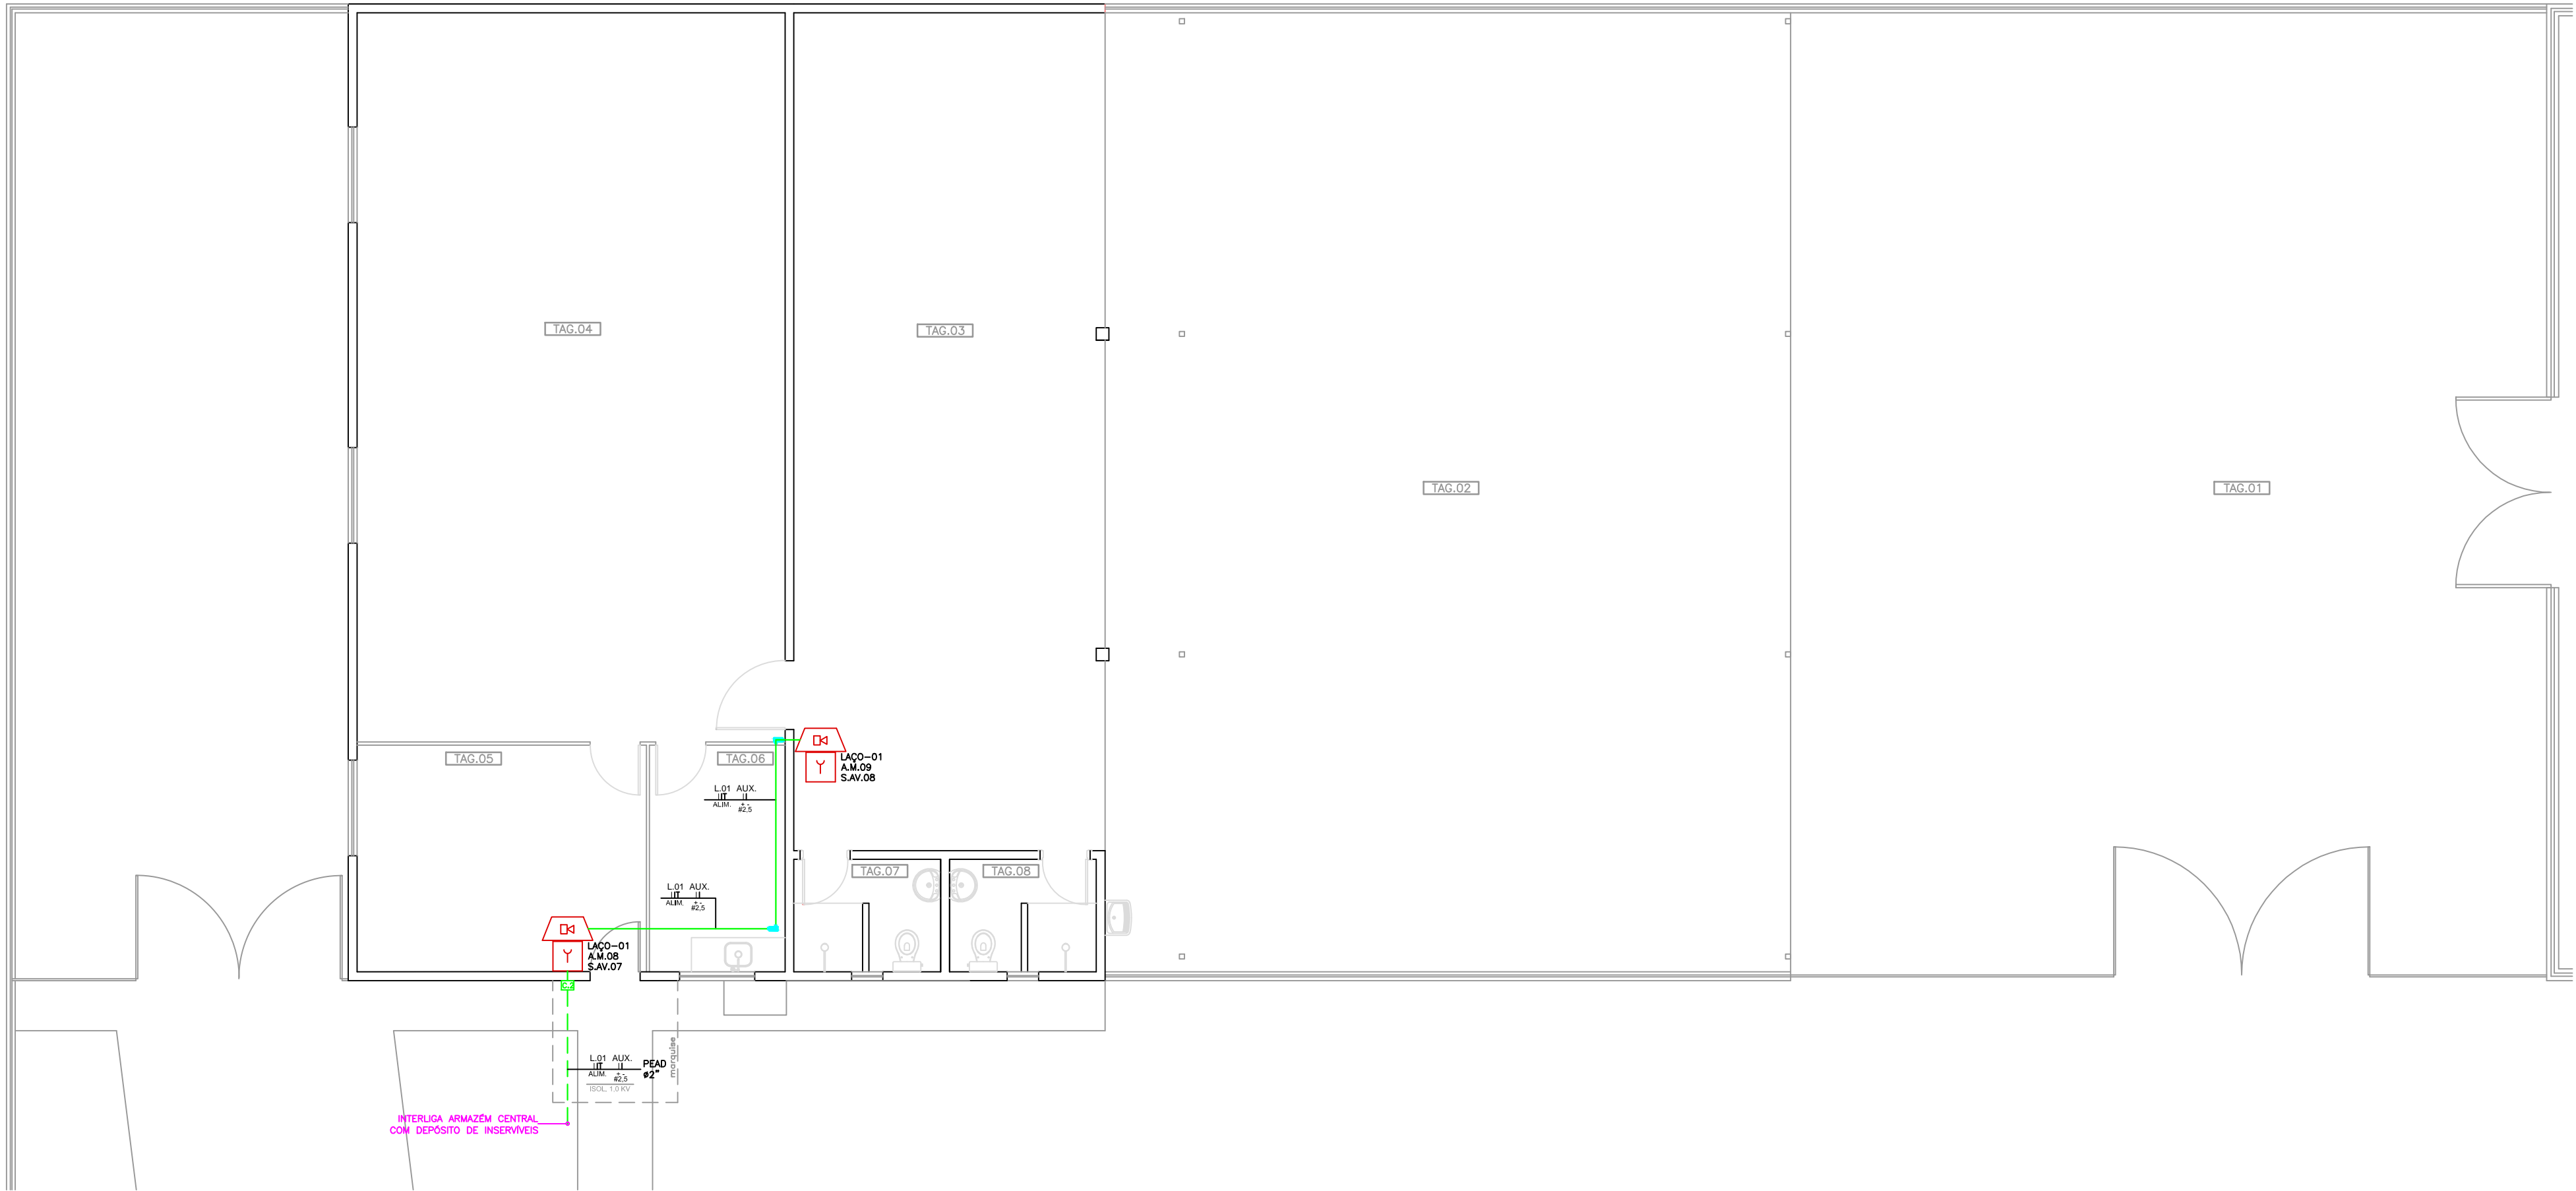 TAG.04
TAG.03
TAG.02
TAG.01
TAG.05
TAG.06
LAÇO-01
A.M.09
S.AV.08
L.01 AUX.
ALIM. + -
#2,5
TAG.07
TAG.08
L.01 AUX.
ALIM. + -
#2,5
LAÇO-01
A.M.08
S.AV.07
C.2
marquise
L.01 AUX.
ALIM. + -
#2,5
ISOL. 1.0 KV
PEAD
ø2"
INTERLIGA ARMAZÉM CENTRAL
COM DEPÓSITO DE INSERVÍVEIS